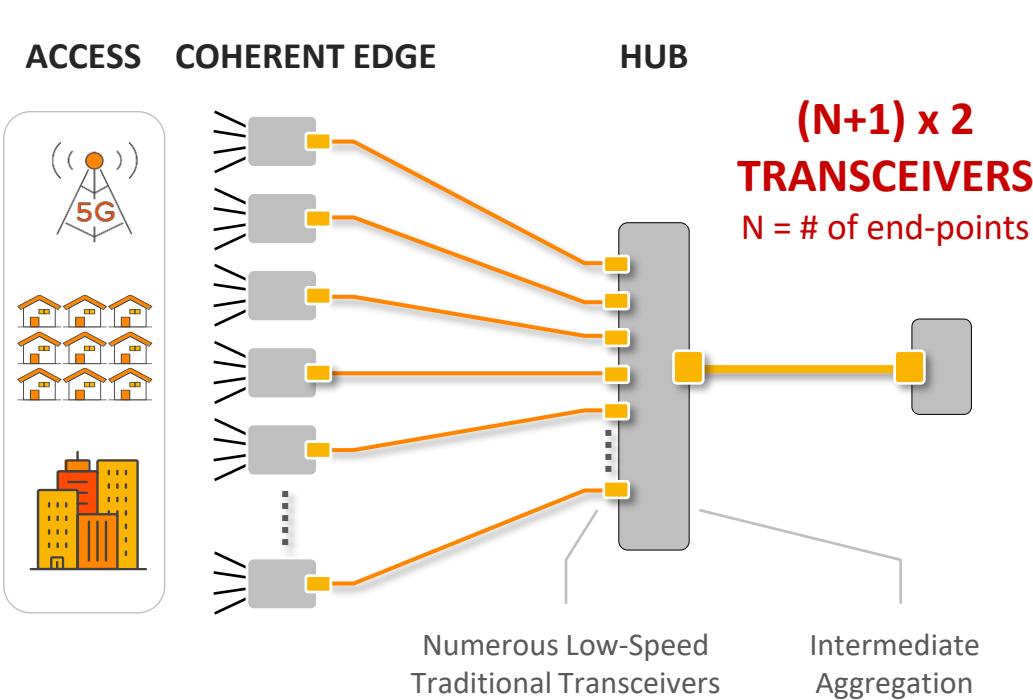 ACCESS
COHERENT EDGE
HUB
(N+1) x 2
TRANSCEIVERS
N = # of end-points
5G
Numerous Low-Speed
Traditional Transceivers
Intermediate
Aggregation